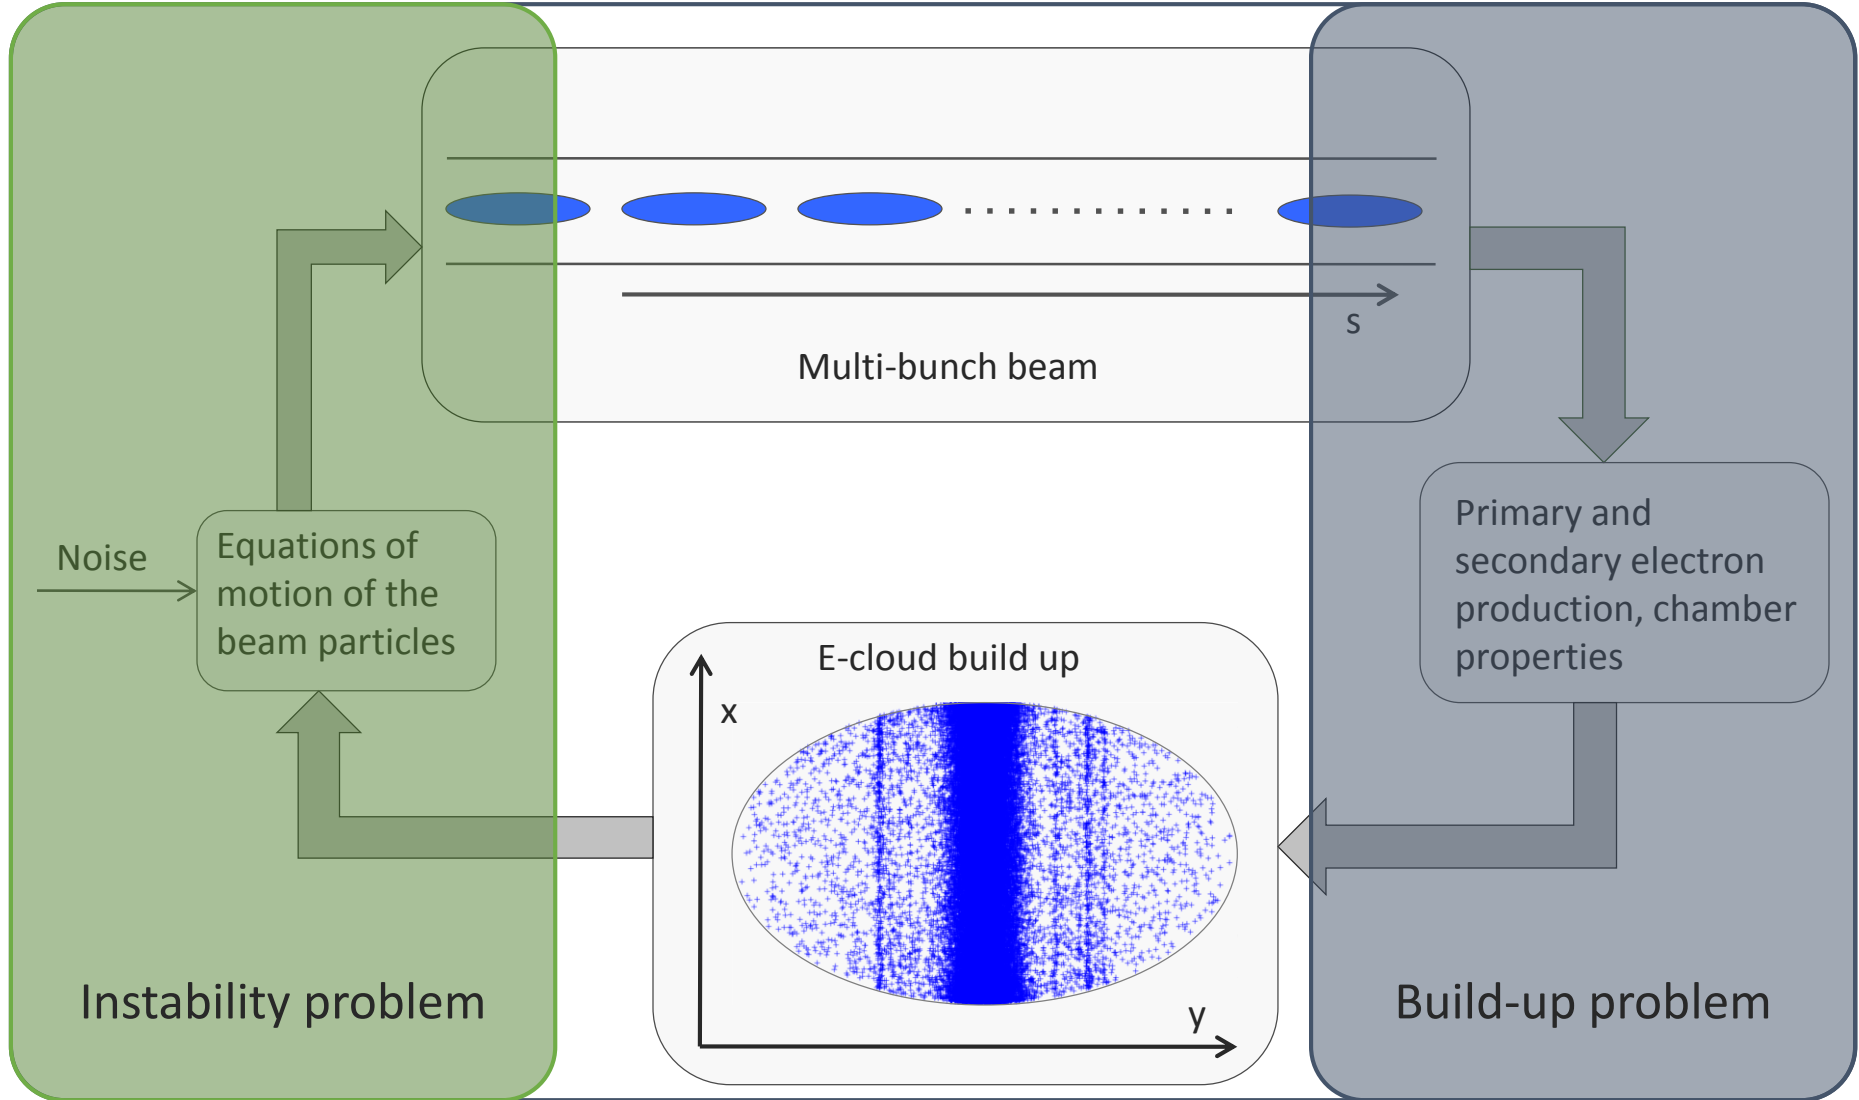 s
Multi-bunch beam
Noise
Equations of
motion of the
beam particles
Primary and
secondary electron
production, chamber
properties
E-cloud build up
x
y
Instability problem
Build-up problem